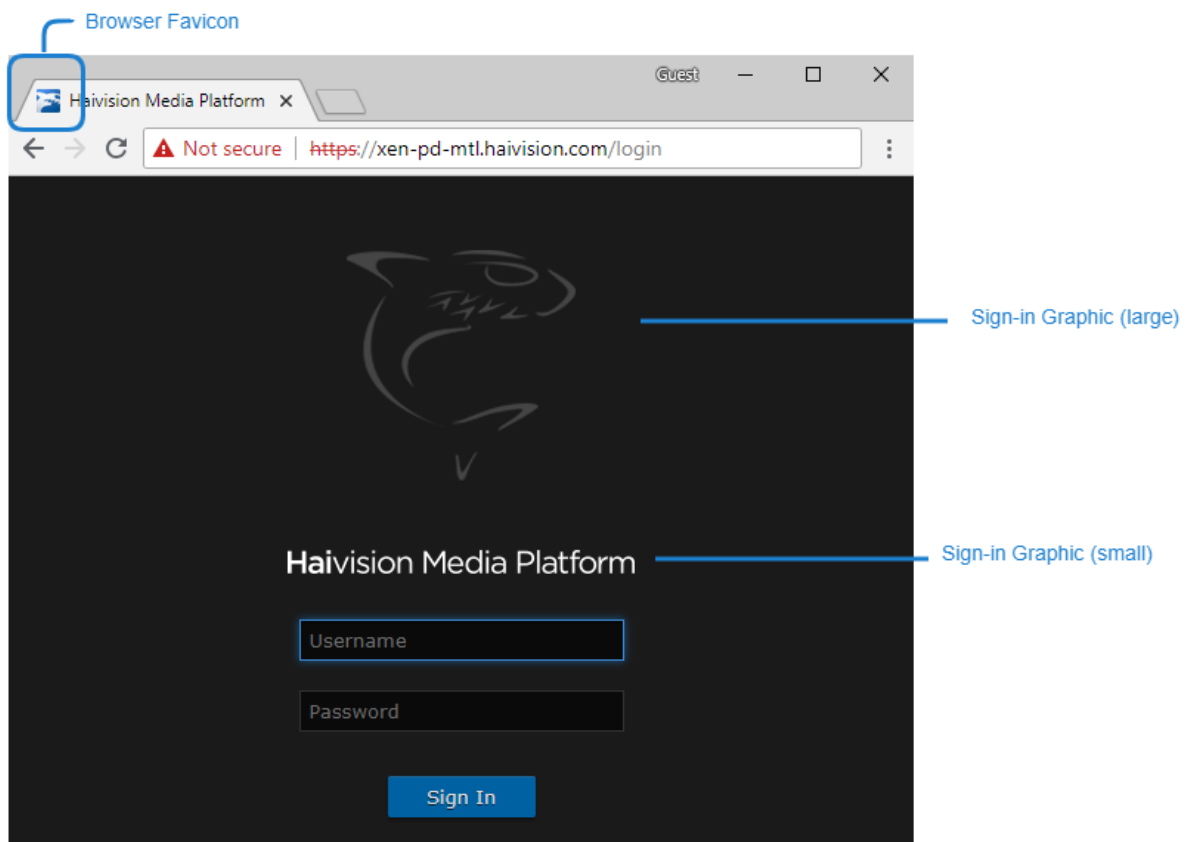 Browser Favicon
Guest
Haivision Media Platform
Not secure | https://xen-pd-mtl.haivision.com/login
Sign-in Graphic (large)
Haivision Media Platform
Sign-in Graphic (small)
Username
Password
Sign In